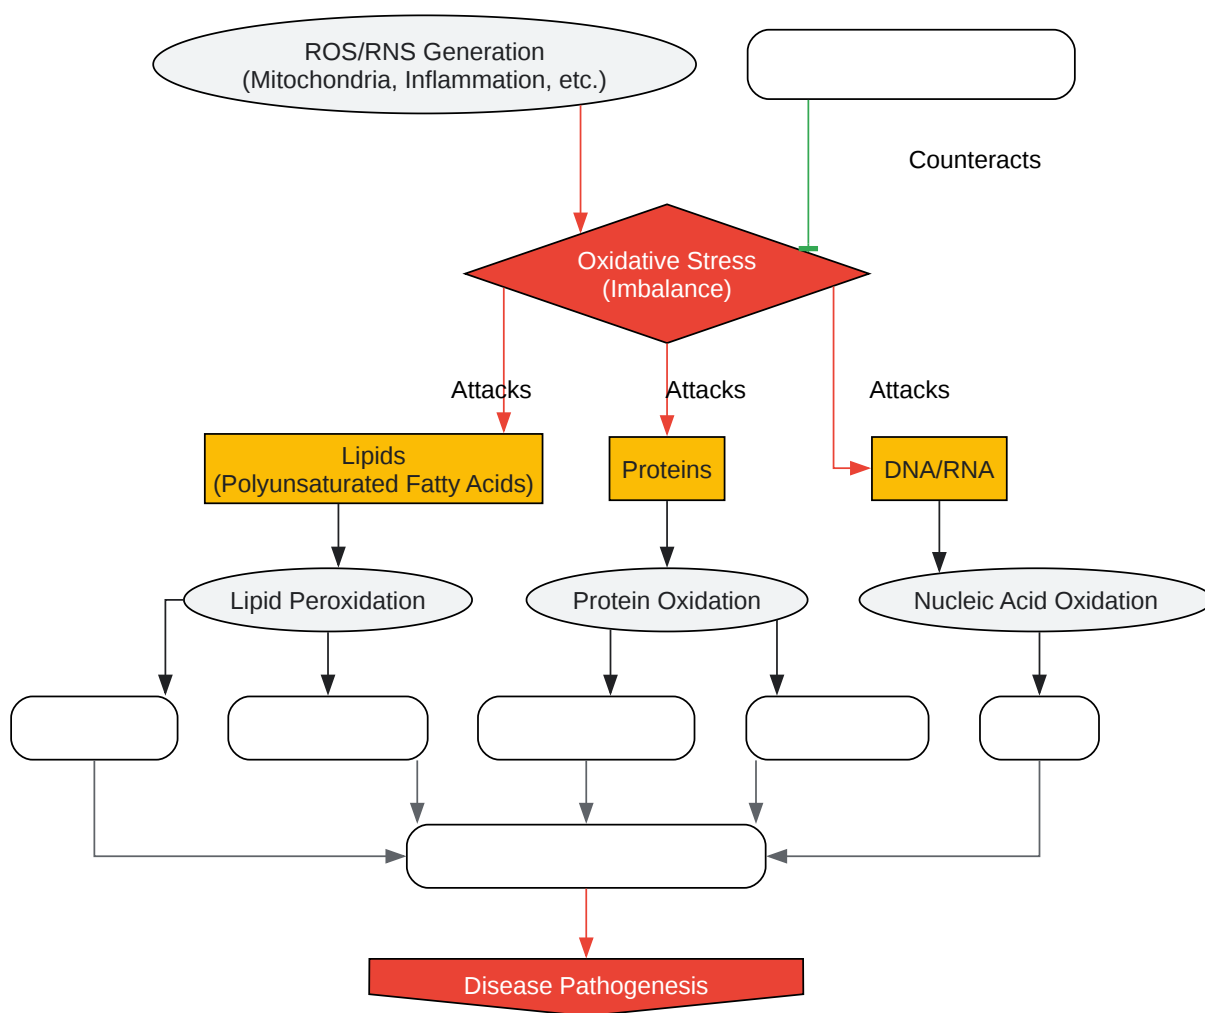 ROS/RNS Generation
(Mitochondria, Inflammation, etc.)
Counteracts
Oxidative Stress
(Imbalance)
Attacks
Attacks
Attacks
Lipids
(Polyunsaturated Fatty Acids)
Proteins
DNA/RNA
Lipid Peroxidation
Protein Oxidation
Nucleic Acid Oxidation
Disease Pathogenesis